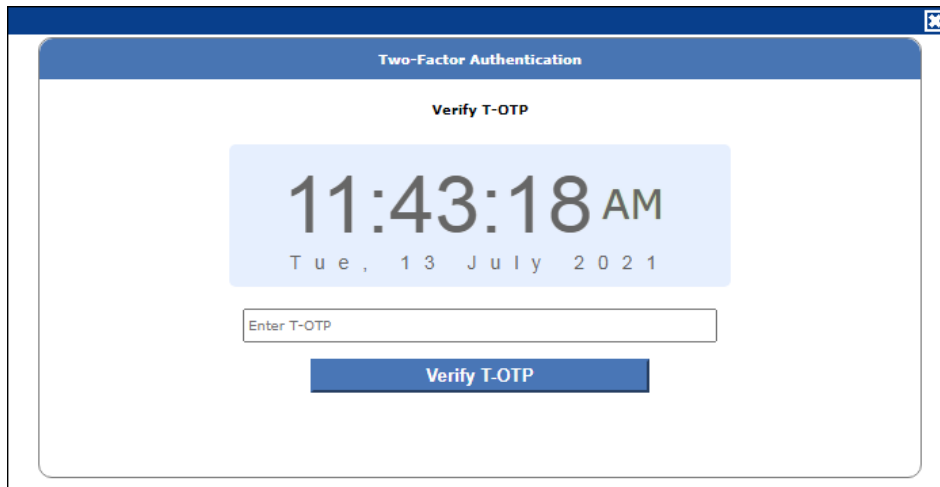 Two-Factor Authentication
Verify T-OTP
11:43:18 AM
Tue, 13 July 2021
Enter T-OTP
Verify T-OTP